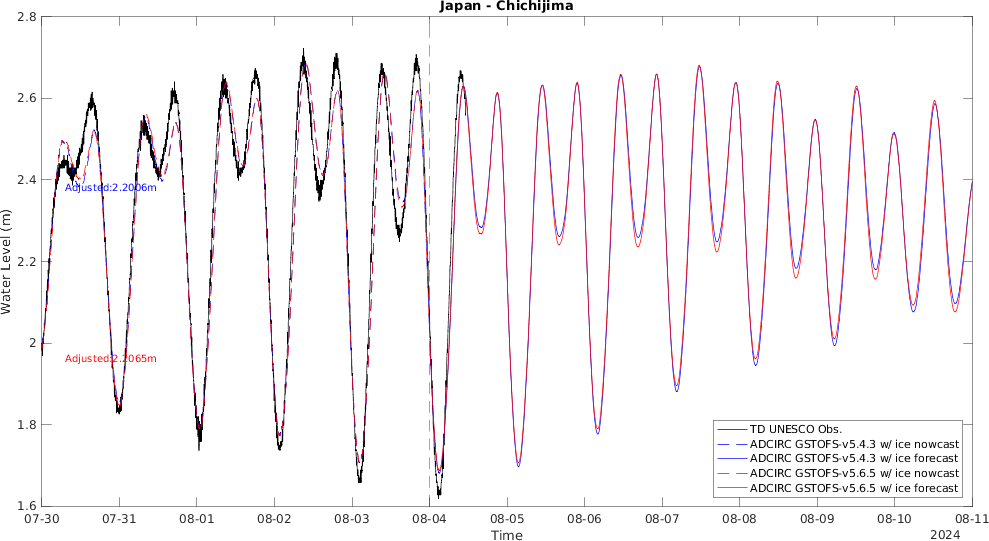 Japan - Chichijima
Water Level (m)
2.8
2.6
2.4
2.2
2
1.8
1.6
Adjusted:2.2006m
Adjusted:2.2065m
TD UNESCO Obs.
ADCIRC GSTOFS-v5.4.3 w/ ice nowcast
ADCIRC GSTOFS-v5.4.3 w/ ice forecast
ADCIRC GSTOFS-v5.6.5 w/ ice nowcast
ADCIRC GSTOFS-v5.6.5 w/ ice forecast
07-30 07-31 08-01 08-02 08-03 08-04 08-05 08-06 08-07 08-08 08-09 08-10 08-11
Time
2024